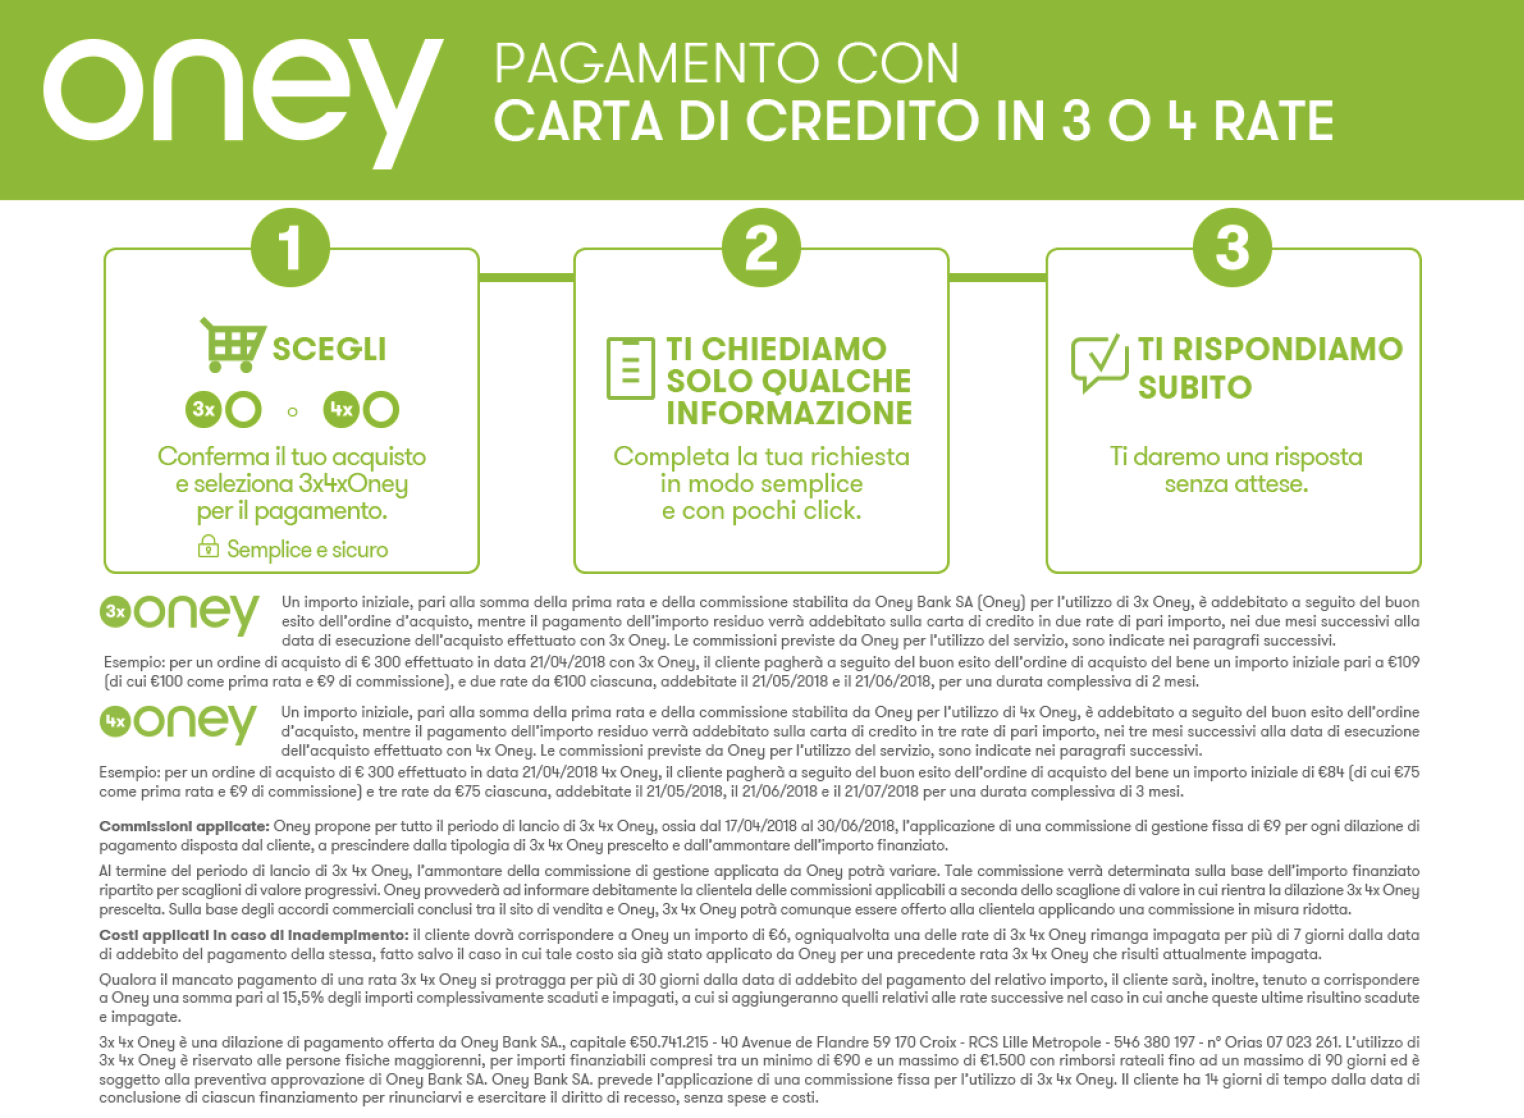 oney
PAGAMENTO CON
CARTA DI CREDITO IN 3 O 4 RATE
1
SCEGLI
3x o 4x
Conferma il tuo acquisto
e seleziona 3x4xOney
per il pagamento.
Semplice e sicuro
2
TI CHIEDIAMO
SOLO QUALCHE
INFORMAZIONE
Completa la tua richiesta
in modo semplice
e con pochi click.
3
TI RISPONDIAMO
SUBITO
Ti daremo una risposta
senza attese.
3x oney
Un importo iniziale, pari alla somma della prima rata e della commissione stabilita da Oney Bank SA (Oney) per l'utilizzo di 3x Oney, è addebitato a seguito del buon
esito dell'ordine d'acquisto, mentre il pagamento dell'importo residuo verrà addebitato sulla carta di credito in due rate di pari importo, nei due mesi successivi alla
data di esecuzione dell'acquisto effettuato con 3x Oney. Le commissioni previste da Oney per l'utilizzo del servizio, sono indicate nei paragrafi successivi.
Esempio: per un ordine di acquisto di € 300 effettuato in data 21/04/2018 con 3x Oney, il cliente pagherà a seguito del buon esito dell'ordine di acquisto del bene un importo iniziale pari a €109
(di cui €100 come prima rata e €9 di commissione), e due rate da €100 ciascuna, addebitate il 21/05/2018 e il 21/06/2018, per una durata complessiva di 2 mesi.
4x oney
Un importo iniziale, pari alla somma della prima rata e della commissione stabilita da Oney per l'utilizzo di 4x Oney, è addebitato a seguito del buon esito dell'ordine
d'acquisto, mentre il pagamento dell'importo residuo verrà addebitato sulla carta di credito in tre rate di pari importo, nei tre mesi successivi alla data di esecuzione
dell'acquisto effettuato con 4x Oney. Le commissioni previste da Oney per l'utilizzo del servizio, sono indicate nei paragrafi successivi.
Esempio: per un ordine di acquisto di € 300 effettuato in data 21/04/2018 4x Oney, il cliente pagherà a seguito del buon esito dell'ordine di acquisto del bene un importo iniziale di €84 (di cui €75
come prima rata e €9 di commissione) e tre rate da €75 ciascuna, addebitate il 21/05/2018, il 21/06/2018 e il 21/07/2018 per una durata complessiva di 3 mesi.
Commissioni applicate: Oney propone per tutto il periodo di lancio di 3x 4x Oney, ossia dal 17/04/2018 al 30/06/2018, l'applicazione di una commissione di gestione fissa di €9 per ogni dilazione di
pagamento disposta dal cliente, a prescindere dalla tipologia di 3x 4x Oney prescelto e dall'ammontare dell'importo finanziato.
Al termine del periodo di lancio di 3x 4x Oney, l'ammontare della commissione di gestione applicata da Oney potrà variare. Tale commissione verrà determinata sulla base dell'importo finanziato
ripartito per scaglioni di valore progressivi. Oney provvederà ad informare debitamente la clientela delle commissioni applicabili a seconda dello scaglione di valore in cui rientra la dilazione 3x 4x Oney
prescelta. Sulla base degli accordi commerciali conclusi tra il sito di vendita e Oney, 3x 4x Oney potrà comunque essere offerto alla clientela applicando una commissione in misura ridotta.
Costi applicati in caso di inadempimento: il cliente dovrà corrispondere a Oney un importo di €6, ogniqualvolta una delle rate di 3x 4x Oney rimanga impagata per più di 7 giorni dalla data
di addebito del pagamento della stessa, fatto salvo il caso in cui tale costo sia già stato applicato da Oney per una precedente rata 3x 4x Oney che risulti attualmente impagata.
Qualora il mancato pagamento di una rata 3x 4x Oney si protragga per più di 30 giorni dalla data di addebito del pagamento del relativo importo, il cliente sarà, inoltre, tenuto a corrispondere
a Oney una somma pari al 15,5% degli importi complessivamente scaduti e impagati, a cui si aggiungeranno quelli relativi alle rate successive nel caso in cui anche queste ultime risultino scadute
e impagate.
3x 4x Oney è una dilazione di pagamento offerta da Oney Bank SA., capitale €50.741.215 - 40 Avenue de Flandre 59 170 Croix - RCS Lille Metropole - 546 380 197 - n° Orias 07 023 261. L'utilizzo di
3x 4x Oney è riservato alle persone fisiche maggiorenni, per importi finanziabili compresi tra un minimo di €90 e un massimo di €1.500 con rimborsi rateali fino ad un massimo di 90 giorni ed è
soggetto alla preventiva approvazione di Oney Bank SA. Oney Bank SA. prevede l'applicazione di una commissione fissa per l'utilizzo di 3x 4x Oney. Il cliente ha 14 giorni di tempo dalla data di
conclusione di ciascun finanziamento per rinunciarvi e esercitare il diritto di recesso, senza spese e costi.